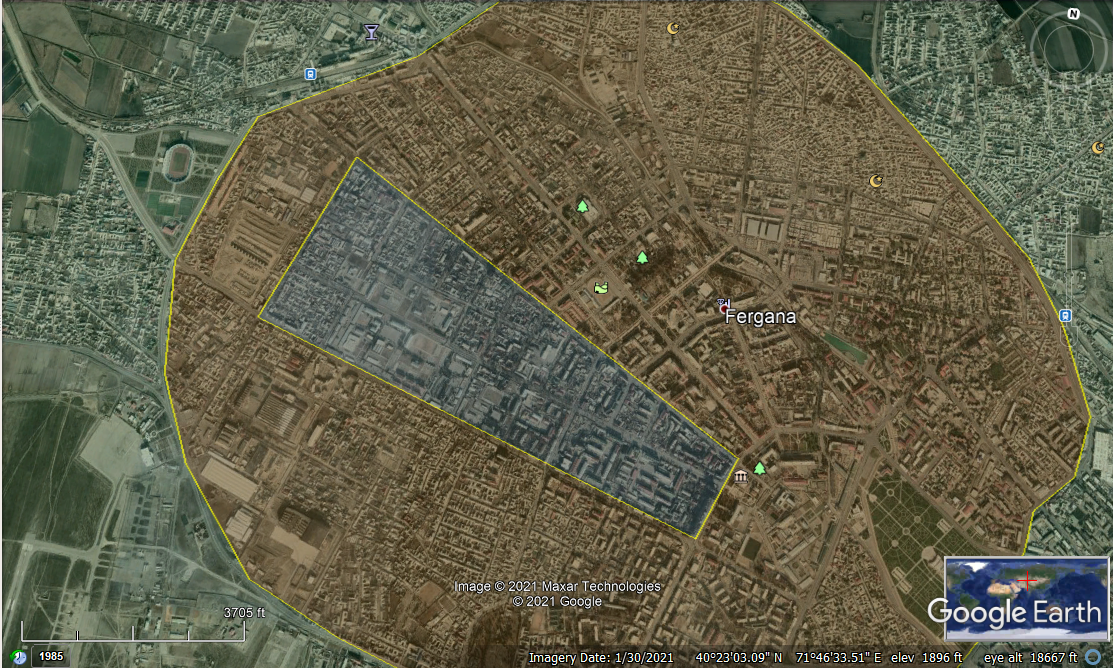 N
Fergana
Image © 2021 Maxar Technologies
© 2021 Google
3705 ft
Google Earth
1985
Imagery Date: 1/30/2021 40°23'03.09" N 71°46'33.51" E elev 1896 ft eye alt 18667 ft